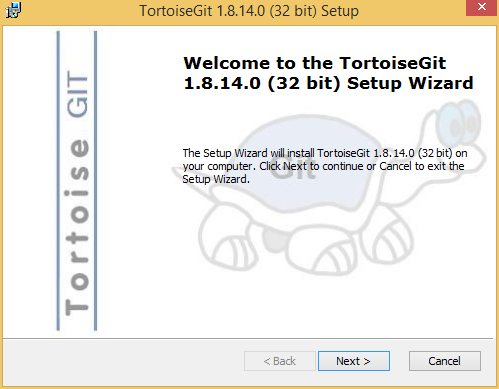 TortoiseGit 1.8.14.0 (32 bit) Setup
Tortoise GIT
Welcome to the TortoiseGit
1.8.14.0 (32 bit) Setup Wizard
The Setup Wizard will install TortoiseGit 1.8.14.0 (32 bit) on
your computer. Click Next to continue or Cancel to exit the
Setup Wizard.
Git
< Back
Next >
Cancel